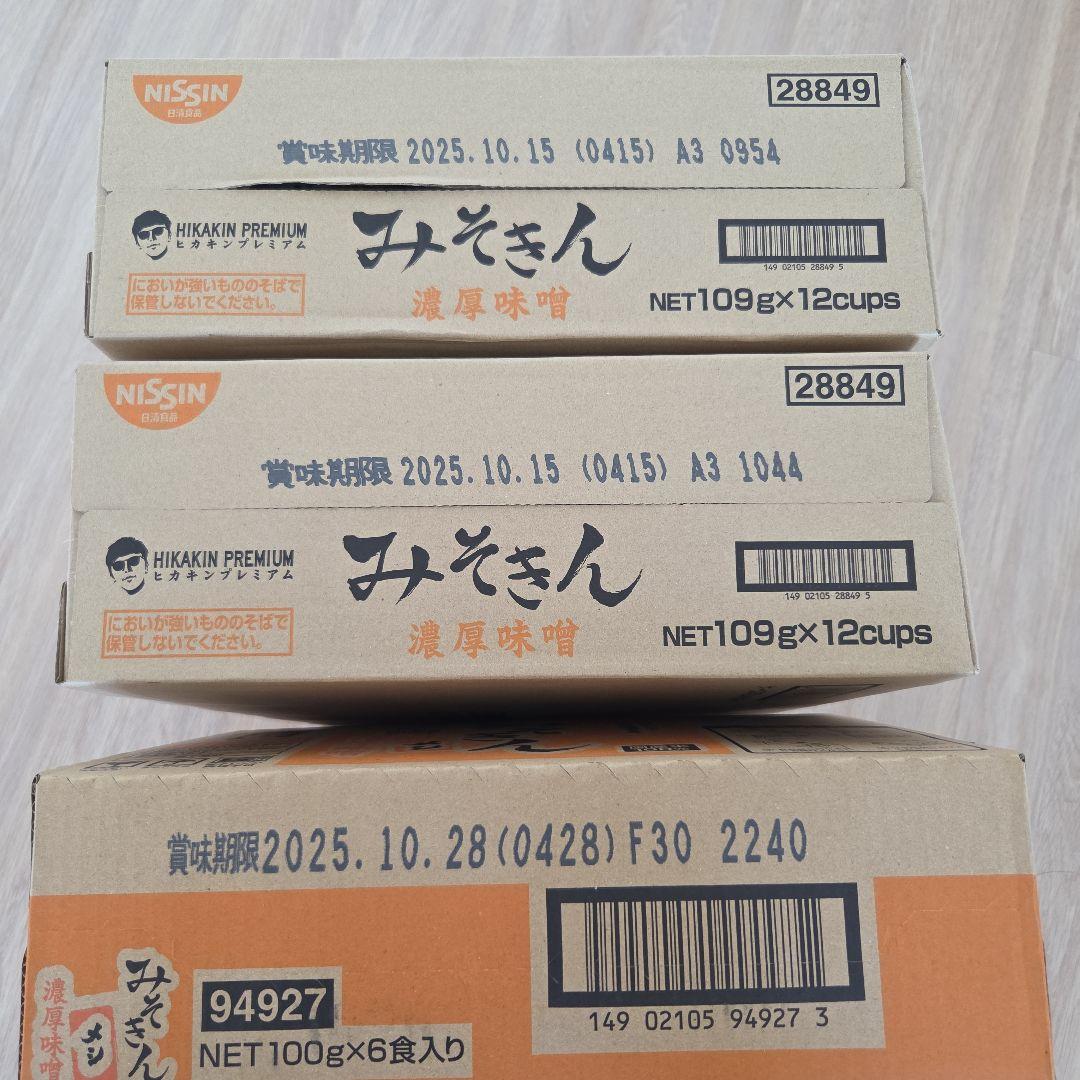 NISSIN
日清食品
28849
賞味期限 2025.10.15 (0415) A3 0954
HIKAKIN PREMIUM
ヒカキンプレミアム
みそきん
濃厚味噌
においが強いもののそばで
保管しないでください。
149 02105 28849 5
NET109g×12cups
NISSIN
日清食品
28849
賞味期限 2025.10.15 (0415) A3 1044
HIKAKIN PREMIUM
ヒカキンプレミアム
みそきん
濃厚味噌
においが強いもののそばで
保管しないでください。
149 02105 28849 5
NET109g×12cups
賞味期限 2025.10.28 (0428) F30 2240
みそきん
濃厚味噌
メシ
94927
NET100g×6食入り
149 02105 94927 3